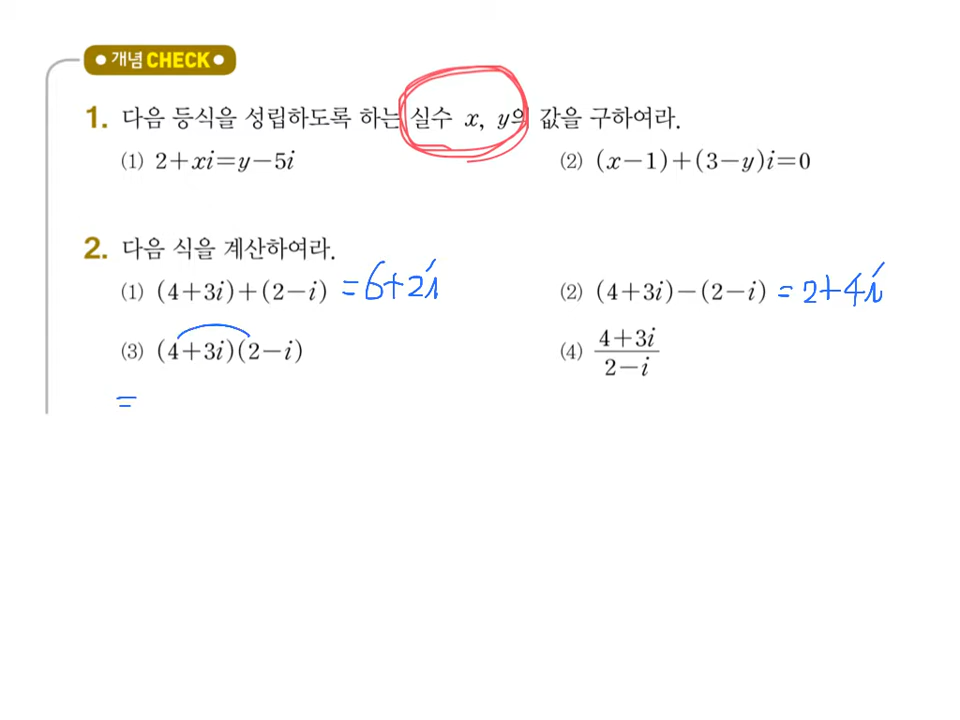 개념 CHECK
1. 다음 등식을 성립하도록 하는 실수 x, y의 값을 구하여라.
(1) 2+xi=y−5i
(2) (x−1)+(3−y)i=0
2. 다음 식을 계산하여라.
(1) (4+3i)+(2−i) =6+2i
(2) (4+3i)−(2−i) =2+4i
(3) (4+3i)(2−i)
(4) \frac{4+3i}{2−i}
=